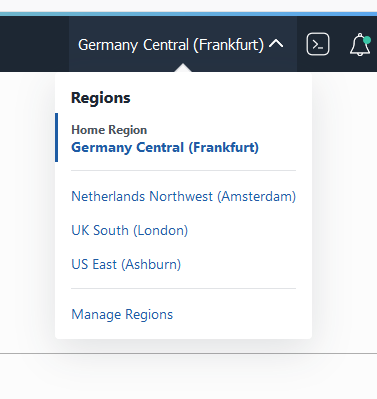 Germany Central (Frankfurt)
Regions
Home Region
Germany Central (Frankfurt)
Netherlands Northwest (Amsterdam)
UK South (London)
US East (Ashburn)
Manage Regions